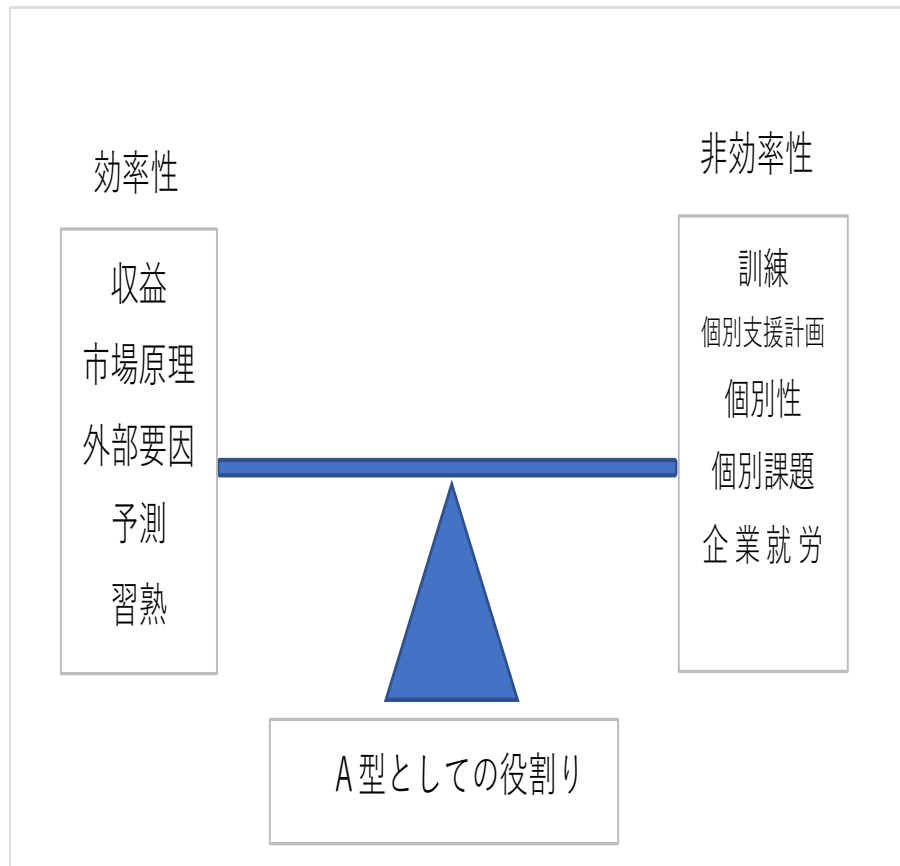 効率性
収益
市場原理
外部要因
予測
習熟
非効率性
訓練
個別支援計画
個別性
個別課題
企業就労
A型としての役割り